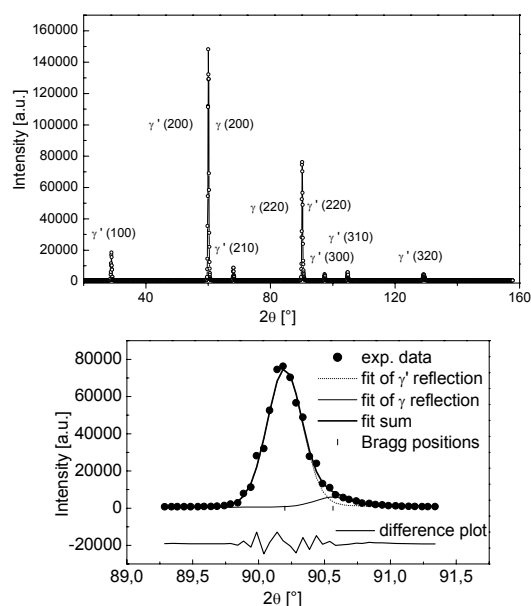 Intensity [a.u.]
160000
140000
120000
100000
80000
60000
40000
20000
0
γ ' (200) γ (200)
γ (220) γ ' (220)
γ ' (100) γ ' (210) γ ' (310)
γ ' (300) γ ' (320)
40 80 120 160
2θ [°]
Intensity [a.u.]
80000
60000
40000
20000
0
-20000
exp. data
fit of γ' reflection
fit of γ reflection
fit sum
Bragg positions
difference plot
89,0 89,5 90,0 90,5 91,0 91,5
2θ [°]